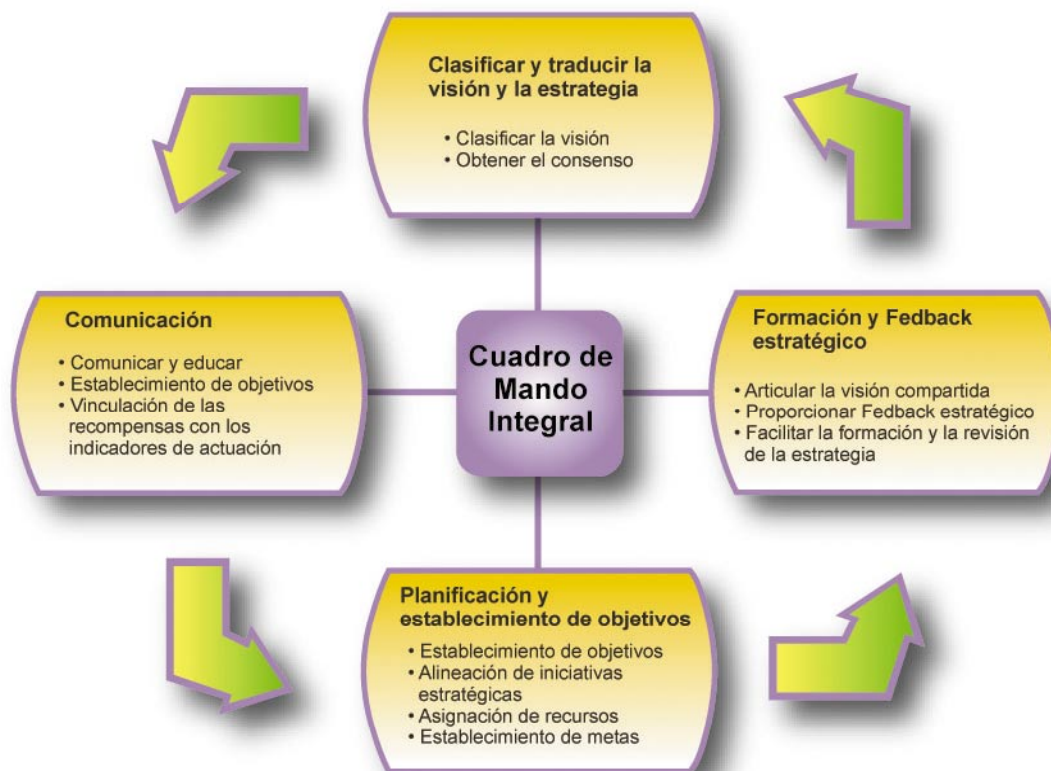 Clasificar y traducir la
visión y la estrategia
• Clasificar la visión
• Obtener el consenso
Comunicación
• Comunicar y educar
• Establecimiento de objetivos
• Vinculación de las
recompensas con los
indicadores de actuación
Cuadro de
Mando
Integral
Formación y Fedback
estratégico
• Articular la visión compartida
• Proporcionar Fedback estratégico
• Facilitar la formación y la revisión
de la estrategia
Planificación y
establecimiento de objetivos
• Establecimiento de objetivos
• Alineación de iniciativas
estratégicas
• Asignación de recursos
• Establecimiento de metas